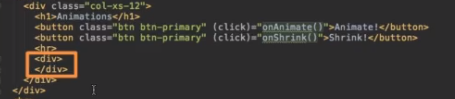 <div class="col-xs-12">
<h1>Animations</h1>
<button class="btn btn-primary" (click)="onAnimate()">Animate!</button>
<button class="btn btn-primary" (click)="onShrink()">Shrink!</button>
<hr>
<div>
</div>
</div>
</div>